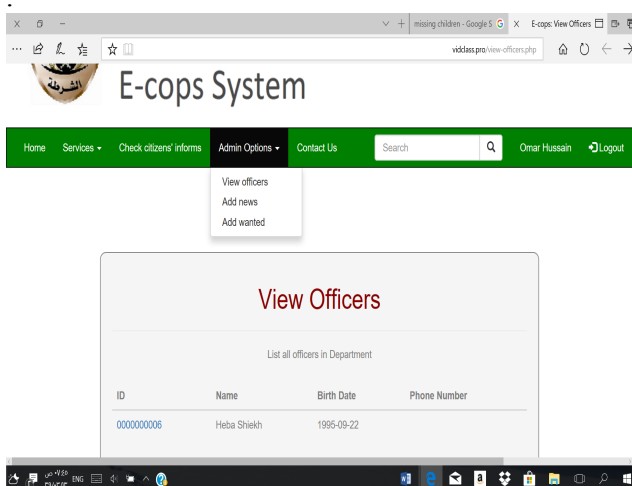 missing children - Google S
E-cops: View Officers
vidclass.pro/view-officers.php
الشرطة
E-cops System
Home Services Check citizens' informs Admin Options Contact Us Search Omar Hussain Logout
View officers
Add news
Add wanted
View Officers
List all officers in Department
ID Name Birth Date Phone Number
0000000006 Heba Shiekh 1995-09-22
ENG